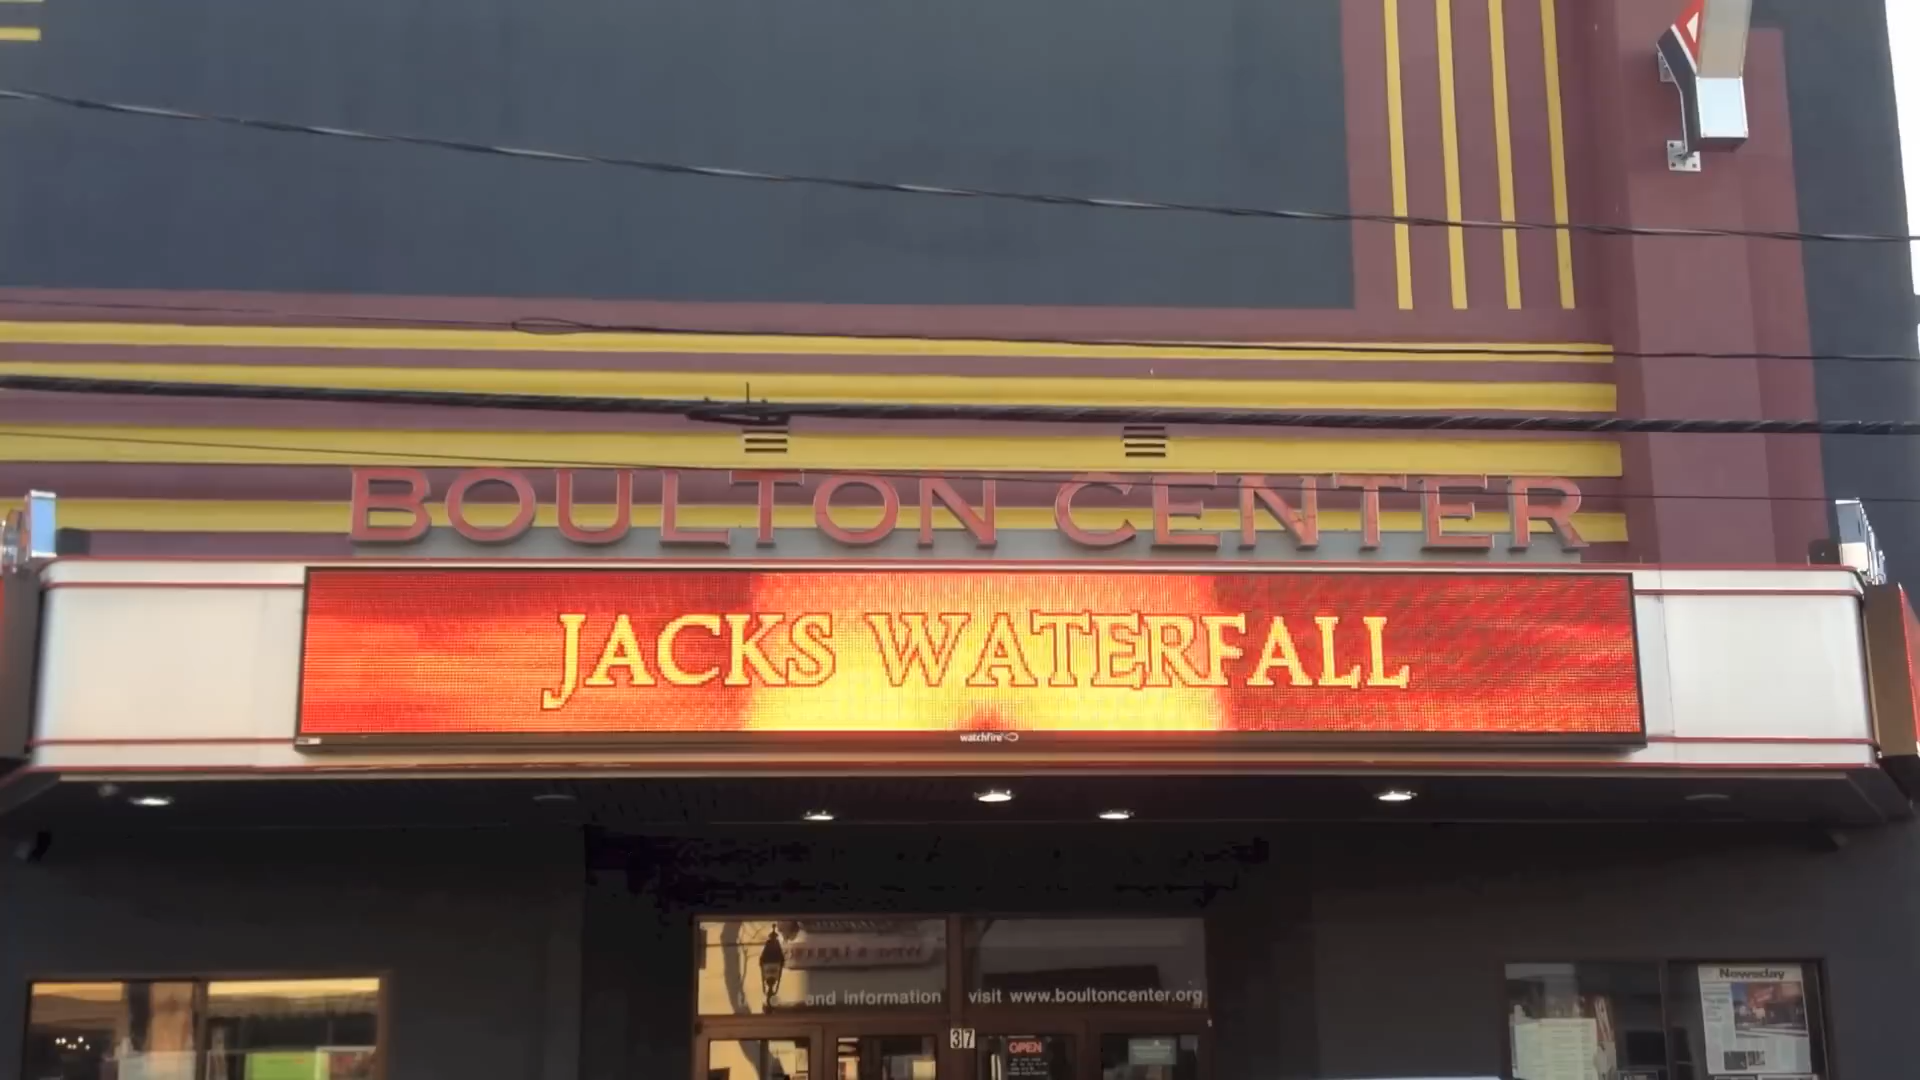 BOULTON CENTER
JACKS WATERFALL
watchfire
and information visit www.boultoncenter.org
37
OPEN
Newsday